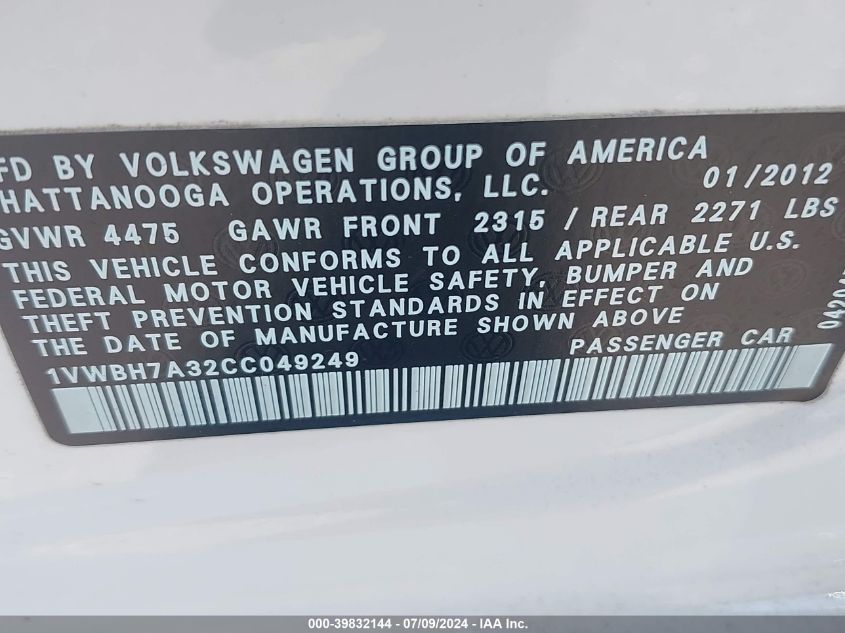 MFD BY VOLKSWAGEN GROUP OF AMERICA
CHATTANOOGA OPERATIONS, LLC. 01/2012
GVWR 4475 GAWR FRONT 2315 / REAR 2271 LBS
THIS VEHICLE CONFORMS TO ALL APPLICABLE U.S.
FEDERAL MOTOR VEHICLE SAFETY, BUMPER AND
THEFT PREVENTION STANDARDS IN EFFECT ON
THE DATE OF MANUFACTURE SHOWN ABOVE
1VWBH7A32CC049249 PASSENGER CAR
000-39832144 - 07/09/2024 - IAA Inc.